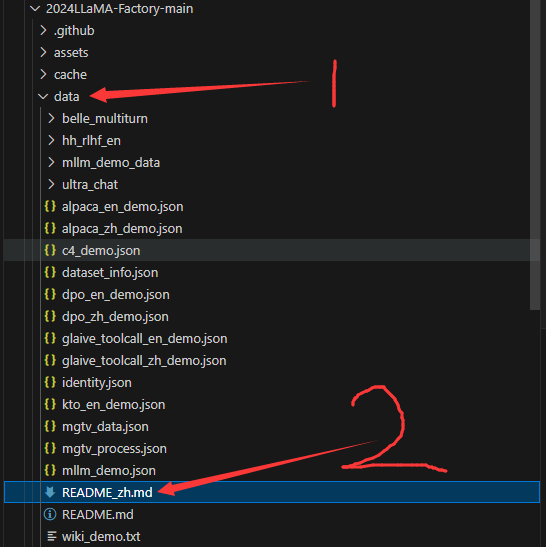 2024LLaMA-Factory-main
.github
assets
cache
data
1
belle_multiturn
hh_rlhf_en
mllm_demo_data
ultra_chat
alpaca_en_demo.json
alpaca_zh_demo.json
c4_demo.json
dataset_info.json
dpo_en_demo.json
dpo_zh_demo.json
glaive_toolcall_en_demo.json
glaive_toolcall_zh_demo.json
identity.json
kto_en_demo.json
2
mgtv_data.json
mgtv_process.json
mllm_demo.json
README_zh.md
README.md
wiki_demo.txt